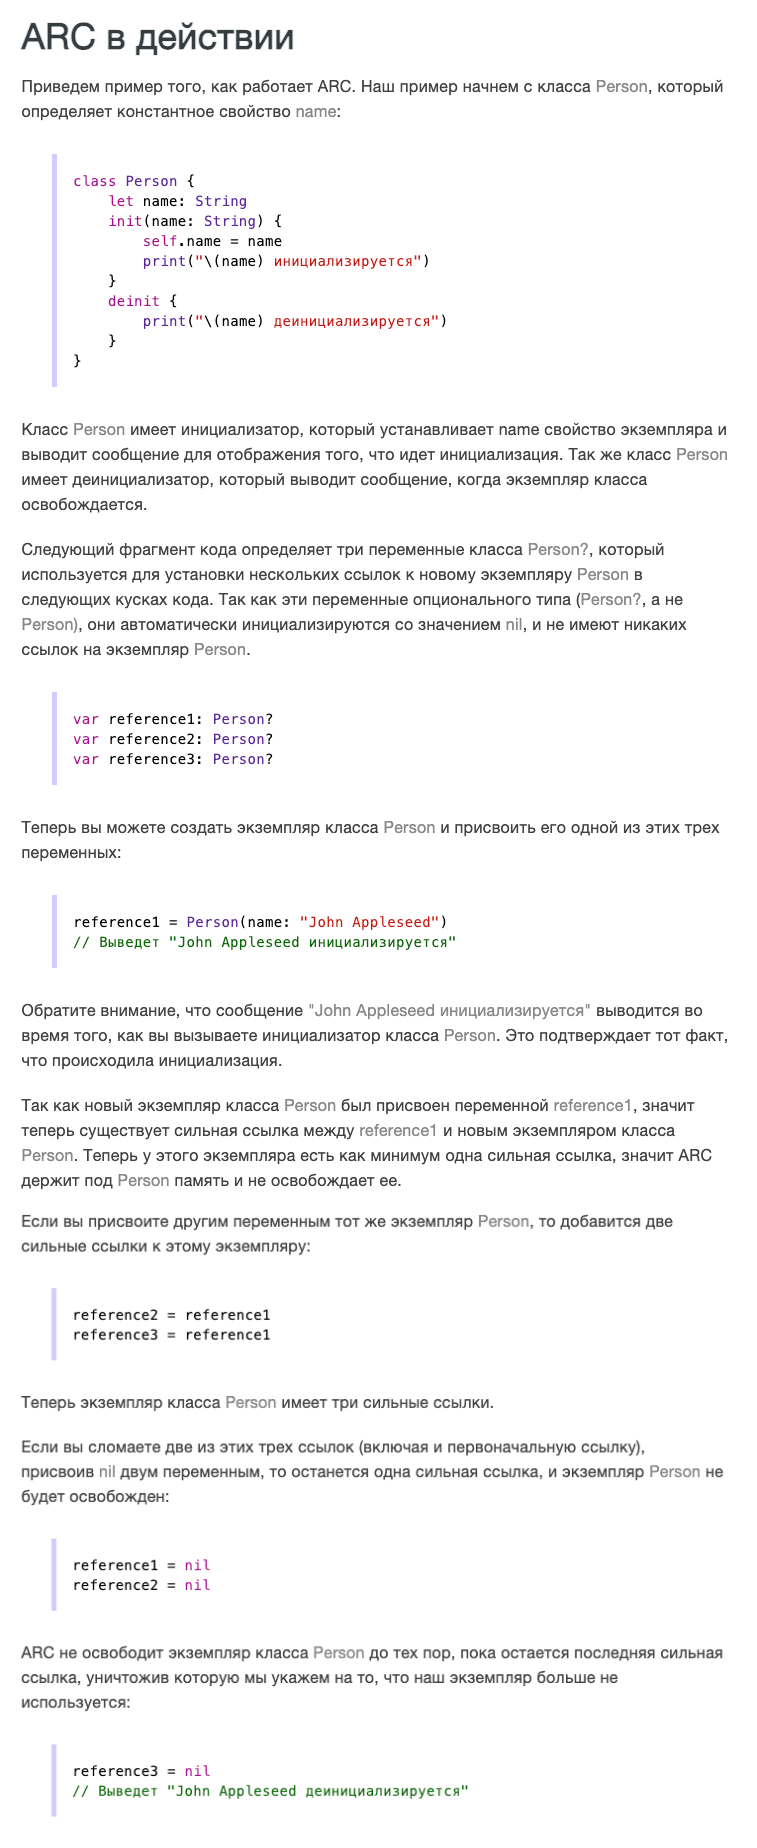 ARC в действии
Приведем пример того, как работает ARC. Наш пример начнем с класса Person, который
определяет константное свойство name:
class Person {
    let name: String
    init(name: String) {
        self.name = name
        print("\(name) инициализируется")
    }
    deinit {
        print("\(name) деинициализируется")
    }
}
Класс Person имеет инициализатор, который устанавливает name свойство экземпляра и
выводит сообщение для отображения того, что идет инициализация. Так же класс Person
имеет деинициализатор, который выводит сообщение, когда экземпляр класса
освобождается.
Следующий фрагмент кода определяет три переменные класса Person?, который
используется для установки нескольких ссылок к новому экземпляру Person в
следующих кусках кода. Так как эти переменные опционального типа (Person?, а не
Person), они автоматически инициализируются со значением nil, и не имеют никаких
ссылок на экземпляр Person.
var reference1: Person?
var reference2: Person?
var reference3: Person?
Теперь вы можете создать экземпляр класса Person и присвоить его одной из этих трех
переменных:
reference1 = Person(name: "John Appleseed")
// Выведет "John Appleseed инициализируется"
Обратите внимание, что сообщение "John Appleseed инициализируется" выводится во
время того, как вы вызываете инициализатор класса Person. Это подтверждает тот факт,
что происходила инициализация.
Так как новый экземпляр класса Person был присвоен переменной reference1, значит
теперь существует сильная ссылка между reference1 и новым экземпляром класса
Person. Теперь у этого экземпляра есть как минимум одна сильная ссылка, значит ARC
держит под Person память и не освобождает ее.
Если вы присвоите другим переменным тот же экземпляр Person, то добавится две
сильные ссылки к этому экземпляру:
reference2 = reference1
reference3 = reference1
Теперь экземпляр класса Person имеет три сильные ссылки.
Если вы сломаете две из этих трех ссылок (включая и первоначальную ссылку),
присвоив nil двум переменным, то останется одна сильная ссылка, и экземпляр Person не
будет освобожден:
reference1 = nil
reference2 = nil
ARC не освободит экземпляр класса Person до тех пор, пока остается последняя сильная
ссылка, уничтожив которую мы укажем на то, что наш экземпляр больше не
используется:
reference3 = nil
// Выведет "John Appleseed деинициализируется"